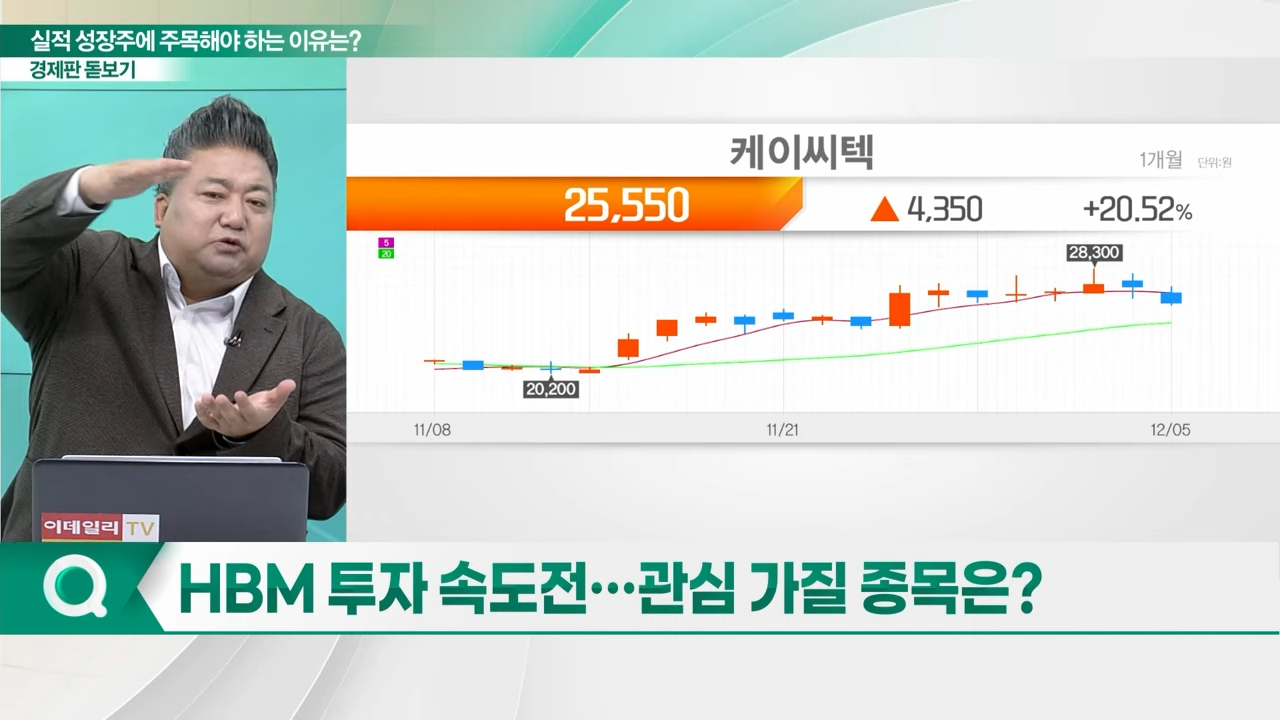 실적 성장주에 주목해야 하는 이유는?
경제판 돋보기
케이씨텍
1개월 단위:원
25,550 ▲ 4,350 +20.52%
5
20
28,300
20,200
11/08 11/21 12/05
이데일리 TV
HBM 투자 속도전…관심 가질 종목은?